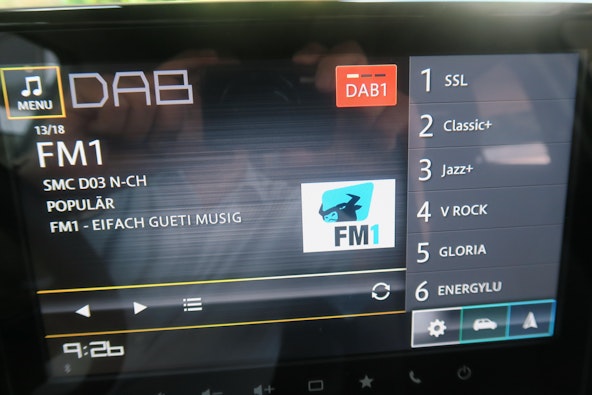 DAB
MENU
DAB1
13/18
FM1
SMC D03 N-CH
POPULÄR
FM1 - EIFACH GUETI MUSIG
FM1
9:26
1 SSL
2 Classic+
3 Jazz+
4 V ROCK
5 GLORIA
6 ENERGYLU